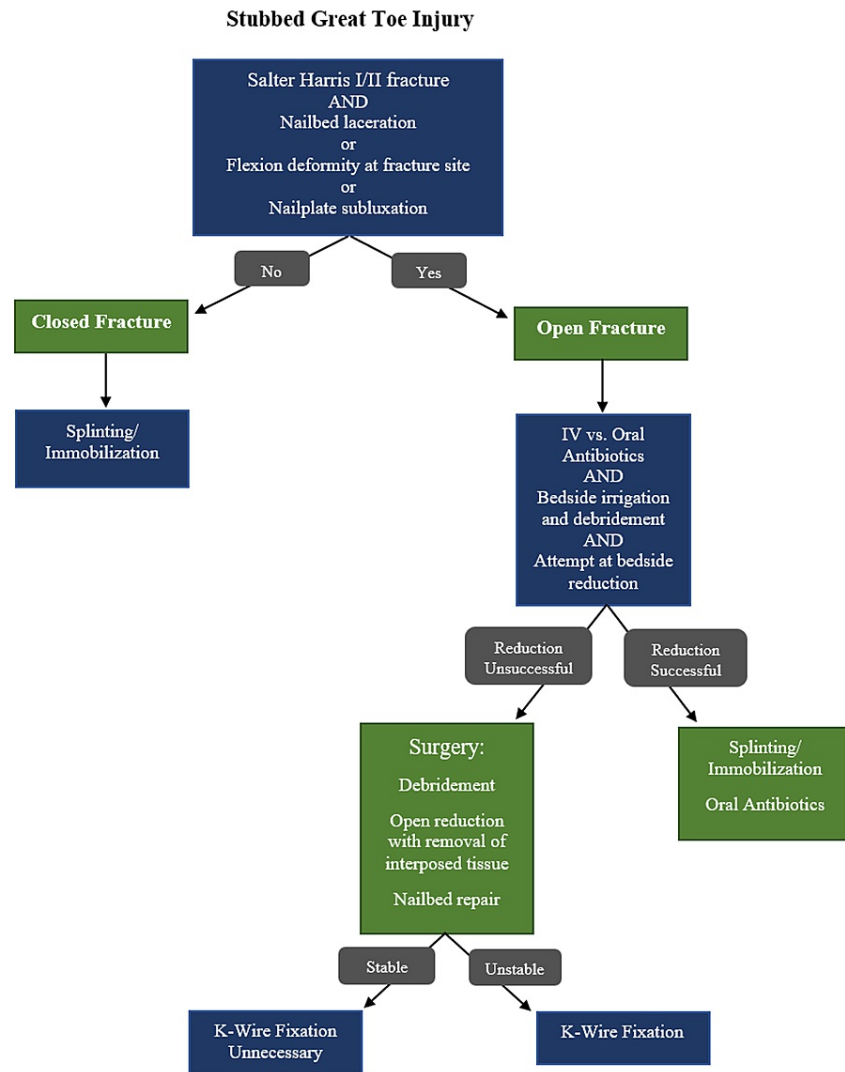 Stubbed Great Toe Injury
Salter Harris I/II fracture
AND
Nailbed laceration
or
Flexion deformity at fracture site
or
Nailplate subluxation
No
Yes
Closed Fracture
Open Fracture
Splinting/
Immobilization
IV vs. Oral
Antibiotics
AND
Bedside irrigation
and debridement
AND
Attempt at bedside
reduction
Reduction
Unsuccessful
Reduction
Successful
Surgery:
Debridement
Open reduction
with removal of
interposed tissue
Nailbed repair
Splinting/
Immobilization
Oral Antibiotics
Stable
Unstable
K-Wire Fixation
Unnecessary
K-Wire Fixation